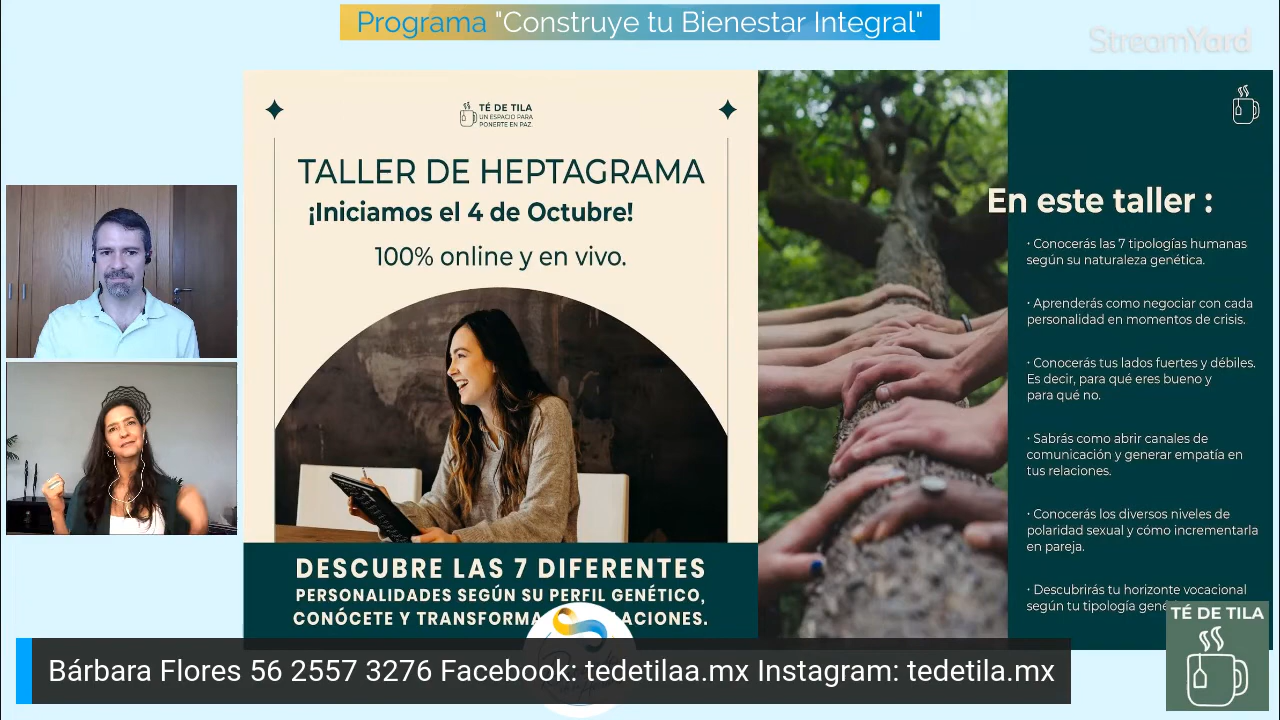 Programa "Construye tu Bienestar Integral"
StreamYard
TÉ DE TILA
UN ESPACIO PARA
PONERTE EN PAZ.
TALLER DE HEPTAGRAMA
¡Iniciamos el 4 de Octubre!
100% online y en vivo.
DESCUBRE LAS 7 DIFERENTES
PERSONALIDADES SEGÚN SU PERFIL GENÉTICO,
CONÓCETE Y TRANSFORMA
LACIONES.
En este taller :
· Conocerás las 7 tipologías humanas
según su naturaleza genética.
· Aprenderás como negociar con cada
personalidad en momentos de crisis.
· Conocerás tus lados fuertes y débiles.
Es decir, para qué eres bueno y
para qué no.
· Sabrás como abrir canales de
comunicación y generar empatía en
tus relaciones.
· Conocerás los diversos niveles de
polaridad sexual y cómo incrementarla
en pareja.
· Descubrirás tu horizonte vocacional
según tu tipología
TÉ DE TILA
Bárbara Flores 56 2557 3276 Facebook: tedetilaa.mx Instagram: tedetila.mx